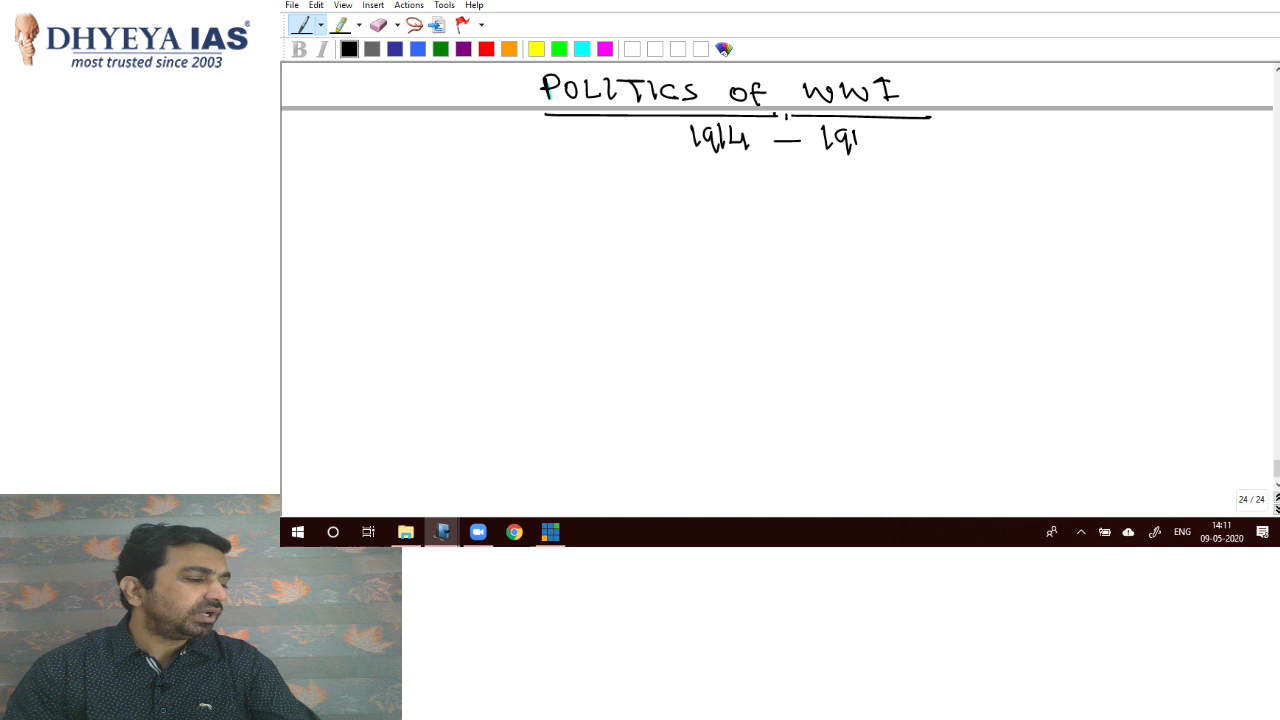 DHYEYA IAS®
most trusted since 2003
File Edit View Insert Actions Tools Help
B I
POLITICS of WWI
1914 — 191
24 / 24
ENG
14:11
09-05-2020